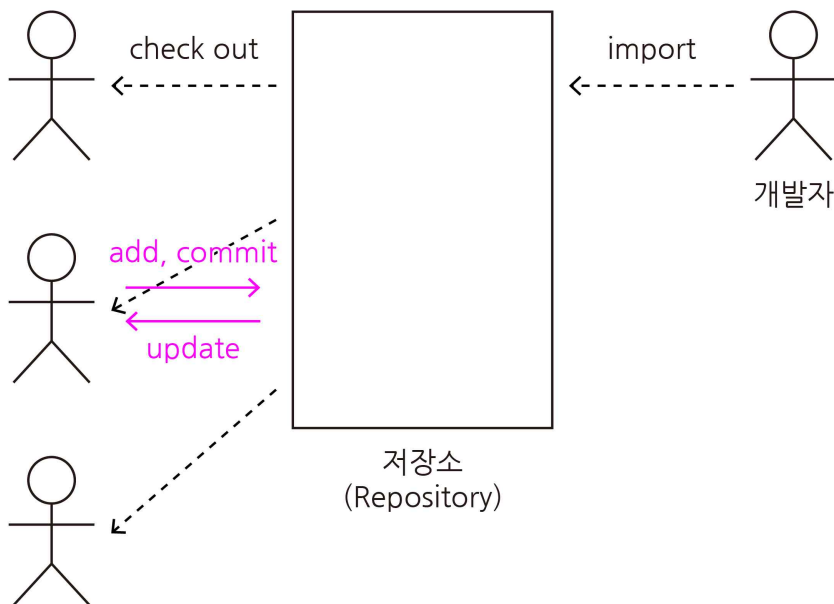 check out
import
개발자
add, commit
update
저장소
(Repository)